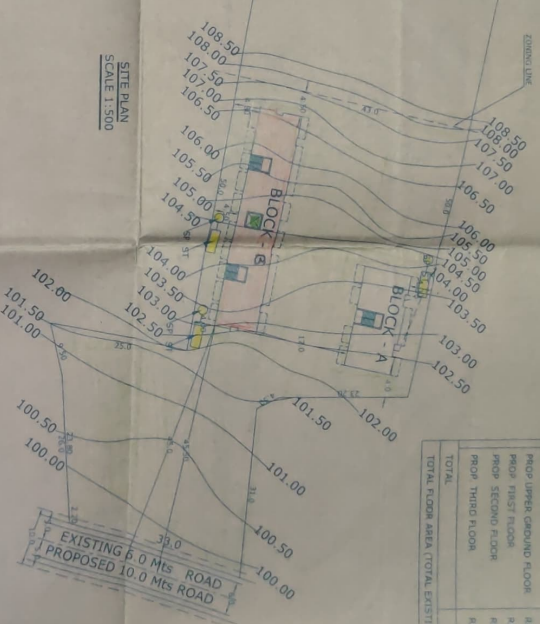 ZONING LINE
SITE PLAN
SCALE 1:500
108.50
108.00
107.50
107.00
106.50
106.00
105.50
105.00
104.50
104.00
103.50
103.00
102.50
102.00
101.50
101.00
100.50
100.00
108.50
108.00
107.50
107.00
106.50
106.00
105.50
105.00
104.50
104.00
103.50
103.00
102.50
102.00
101.50
101.00
100.50
100.00
BLOCK - B
BLOCK - A
ST
25.0
39.0
EXISTING 6.0 Mts ROAD
PROPOSED 10.0 Mts ROAD
PROP UPPER GROUND FLOOR
PROP FIRST FLOOR
PROP SECOND FLOOR
PROP THIRD FLOOR
TOTAL
TOTAL FLOOR AREA (TOTAL EXIST